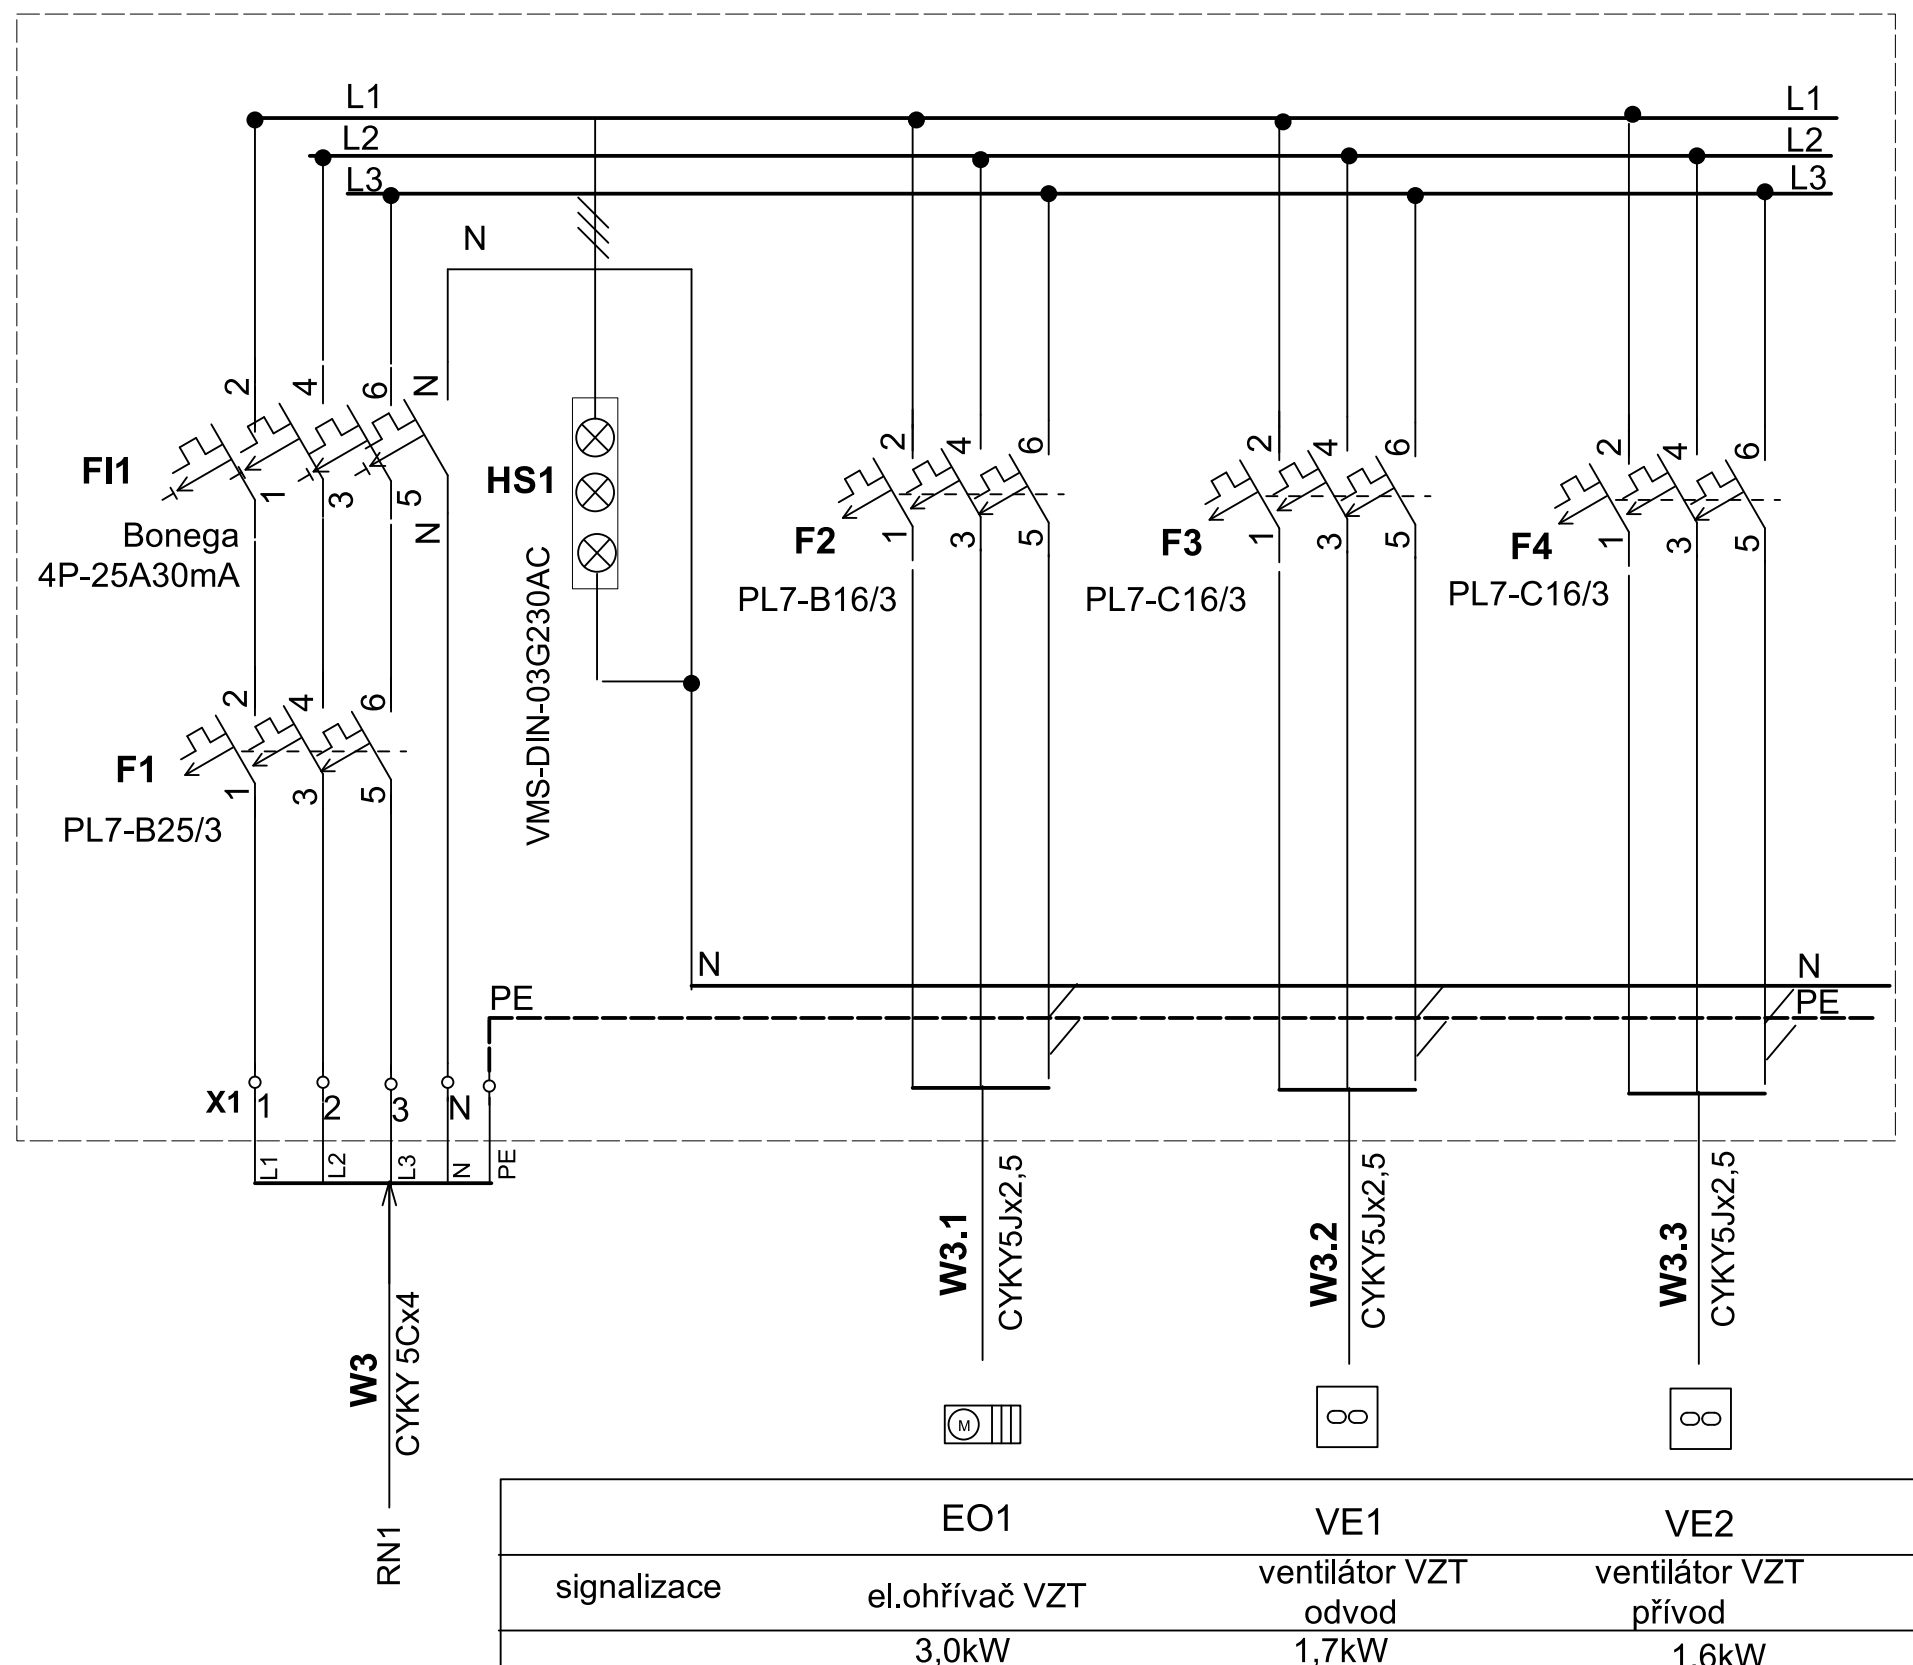 L1
L1
L2
L2
L3
L3
N
2
4
6
N
FI1
1
3
5
N
Bonega
4P-25A30mA
HS1
VMS-DIN-03G230AC
2
4
6
F2
1
3
5
PL7-B16/3
2
4
6
F3
1
3
5
PL7-C16/3
2
4
6
F4
1
3
5
PL7-C16/3
2
4
6
F1
1
3
5
PL7-B25/3
N
N
PE
PE
X1
1
2
3
N
L1
L2
L3
N
PE
W3
CYKY 5Cx4
RN1
W3.1
CYKY5Jx2,5
W3.2
CYKY5Jx2,5
W3.3
CYKY5Jx2,5
M
EO1
VE1
VE2
signalizace
el.ohřívač VZT
ventilátor VZT
odvod
ventilátor VZT
přívod
3,0kW
1,7kW
1,6kW